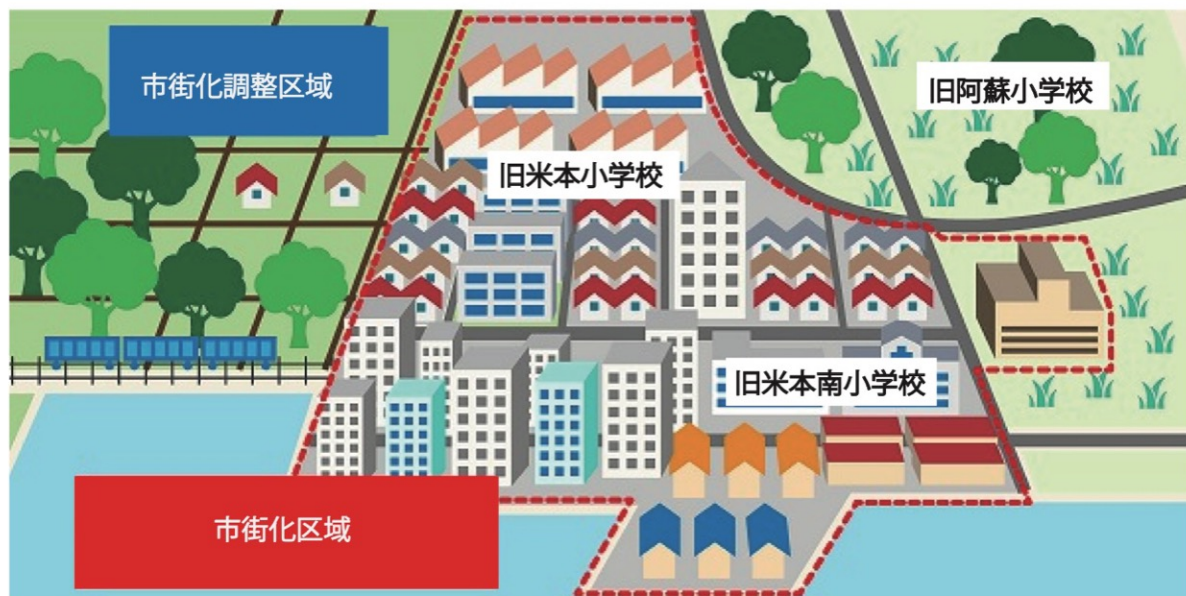 市街化調整区域
旧阿蘇小学校
旧米本小学校
旧米本南小学校
市街化区域